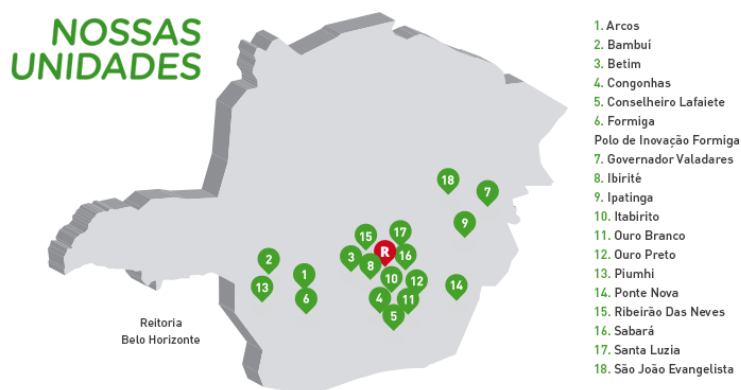 NOSSAS
UNIDADES
18
7
9
15
17
R
16
3
8
2
1
13
6
10
12
14
4
11
5
Reitoria
Belo Horizonte
1. Arcos
2. Bambuí
3. Betim
4. Congonhas
5. Conselheiro Lafaiete
6. Formiga
Polo de Inovação Formiga
7. Governador Valadares
8. Ibirité
9. Ipatinga
10. Itabirito
11. Ouro Branco
12. Ouro Preto
13. Piumhi
14. Ponte Nova
15. Ribeirão Das Neves
16. Sabará
17. Santa Luzia
18. São João Evangelista